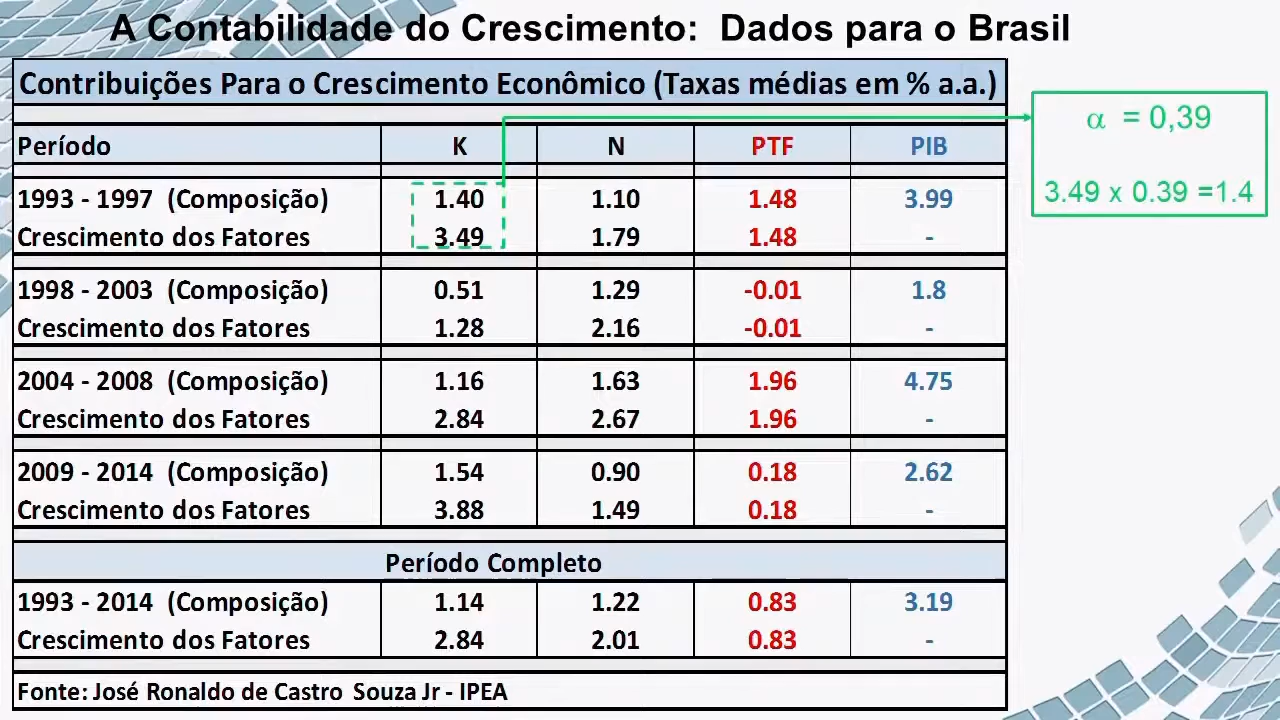 A Contabilidade do Crescimento: Dados para o Brasil
Contribuições Para o Crescimento Econômico (Taxas médias em % a.a.)
Período K N PTF PIB
1993 - 1997 (Composição) 1.40 1.10 1.48 3.99
Crescimento dos Fatores 3.49 1.79 1.48 -
1998 - 2003 (Composição) 0.51 1.29 -0.01 1.8
Crescimento dos Fatores 1.28 2.16 -0.01 -
2004 - 2008 (Composição) 1.16 1.63 1.96 4.75
Crescimento dos Fatores 2.84 2.67 1.96 -
2009 - 2014 (Composição) 1.54 0.90 0.18 2.62
Crescimento dos Fatores 3.88 1.49 0.18 -
Período Completo
1993 - 2014 (Composição) 1.14 1.22 0.83 3.19
Crescimento dos Fatores 2.84 2.01 0.83 -
Fonte: José Ronaldo de Castro Souza Jr - IPEA
α = 0,39
3.49 x 0.39 =1.4